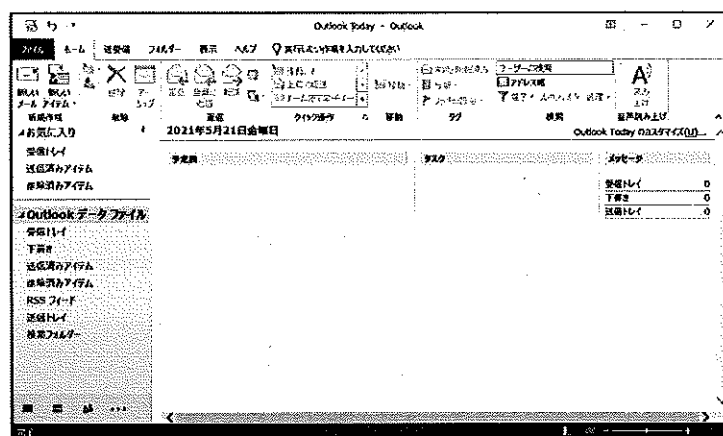 Outlook Today - Outlook
ファイル ホーム 送受信 フォルダー 表示 ヘルプ 実行したい作業を入力してください
新しいメール 新しいアイテム 削除 アーカイブ 返信 全員に返信 転送
ユーザーの検索
アドレス帳
新規作成 削除 返信 クイック操作 移動 タグ 検索 音声読み上げ
お気に入り
2021年5月21日金曜日
Outlook Today のカスタマイズ(U)...
受信トレイ
送信済みアイテム
削除済みアイテム
予定表 タスク メッセージ
受信トレイ 0
下書き 0
送信トレイ 0
Outlook データ ファイル
受信トレイ
下書き
送信済みアイテム
削除済みアイテム
RSS フィード
送信トレイ
検索フォルダー